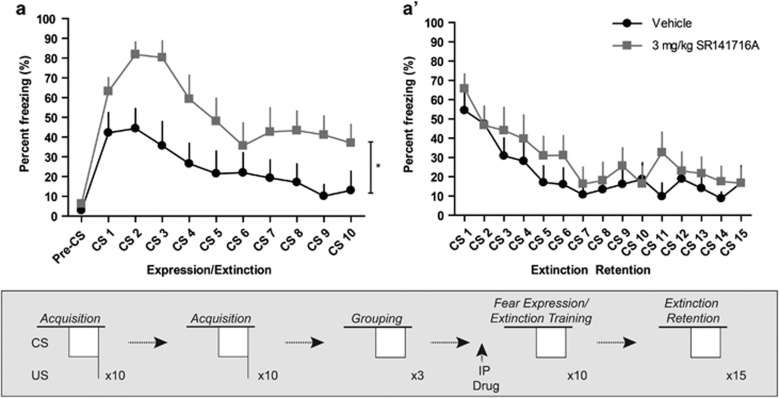 a
Percent freezing (%)
100
90
80
70
60
50
40
30
20
10
0
Pre-CS
CS 1
CS 2
CS 3
CS 4
CS 5
CS 6
CS 7
CS 8
CS 9
CS 10
*
Expression/Extinction
a'
Vehicle
3 mg/kg SR141716A
Percent freezing (%)
100
90
80
70
60
50
40
30
20
10
0
CS 1
CS 2
CS 3
CS 4
CS 5
CS 6
CS 7
CS 8
CS 9
CS 10
CS 11
CS 12
CS 13
CS 14
CS 15
Extinction Retention
Acquisition
Acquisition
Grouping
Fear Expression/
Extinction Training
Extinction
Retention
CS
US
x10
x10
x3
IP
Drug
x10
x15